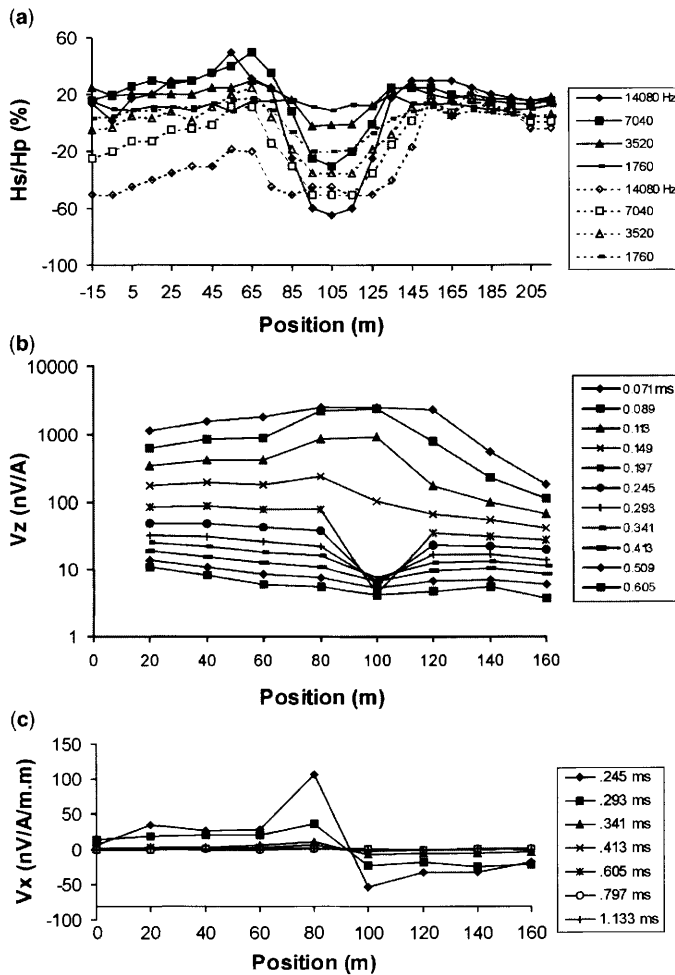 (a)
60
20
-20
-60
-100
Hs/Hp (%)
-15 5 25 45 65 85 105 125 145 165 185 205
Position (m)
14080 Hz
7040
3520
1760
14080 Hz
7040
3520
1760
(b)
10000
1000
100
10
1
Vz (nV/A)
0 20 40 60 80 100 120 140 160
Position (m)
0.071 ms
0.089
0.113
0.149
0.197
0.245
0.293
0.341
0.413
0.509
0.605
(c)
150
100
50
0
-50
-100
Vx (nV/A/m.m)
0 20 40 60 80 100 120 140 160
Position (m)
.245 ms
.293 ms
.341 ms
.413 ms
.605 ms
.797 ms
1.133 ms